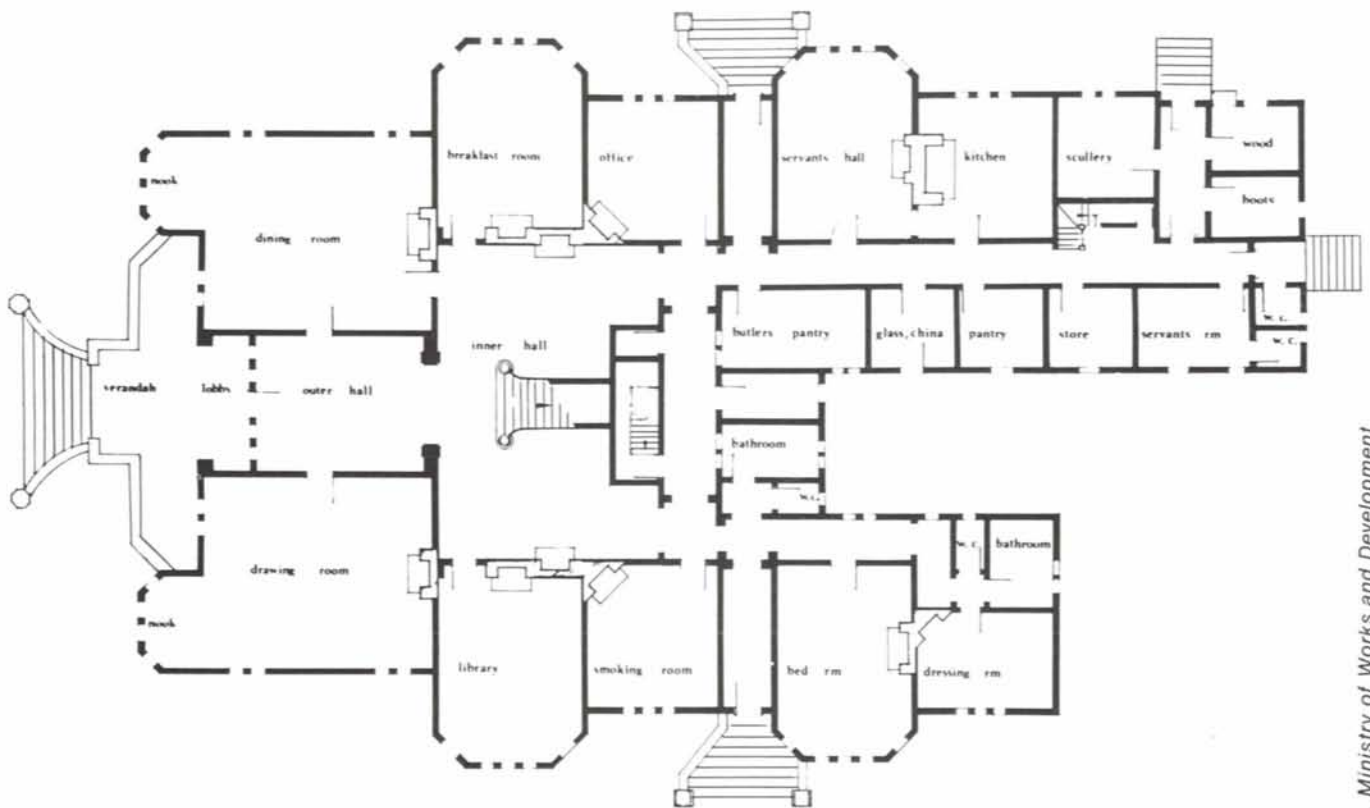 breakfast room
office
servants hall
kitchen
scullery
wood
nook
boots
dining room
inner hall
butlers pantry
glass, china
pantry
store
servants rm
w. c.
w. c.
verandah
lobby
outer hall
bathroom
w. c.
w. c.
bathroom
drawing room
nook
library
smoking room
bed rm
dressing rm
Ministry of Works and Development